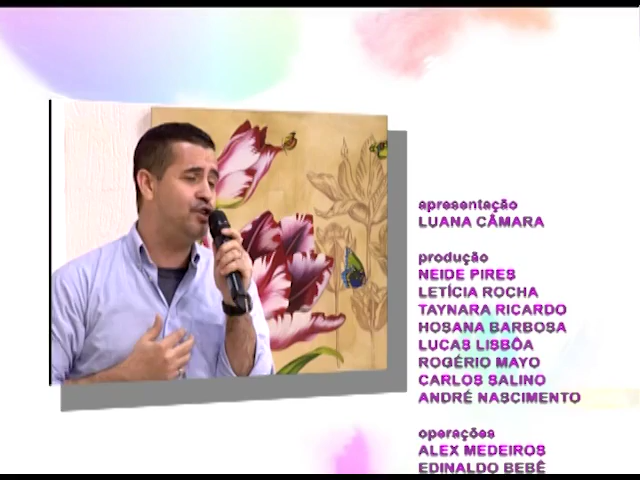 apresentação
LUANA CÂMARA
produção
NEIDE PIRES
LETÍCIA ROCHA
TAYNARA RICARDO
HOSANA BARBOSA
LUCAS LISBÔA
ROGÉRIO MAYO
CARLOS SALINO
ANDRÉ NASCIMENTO
operações
ALEX MEDEIROS
EDINALDO BEBÊ